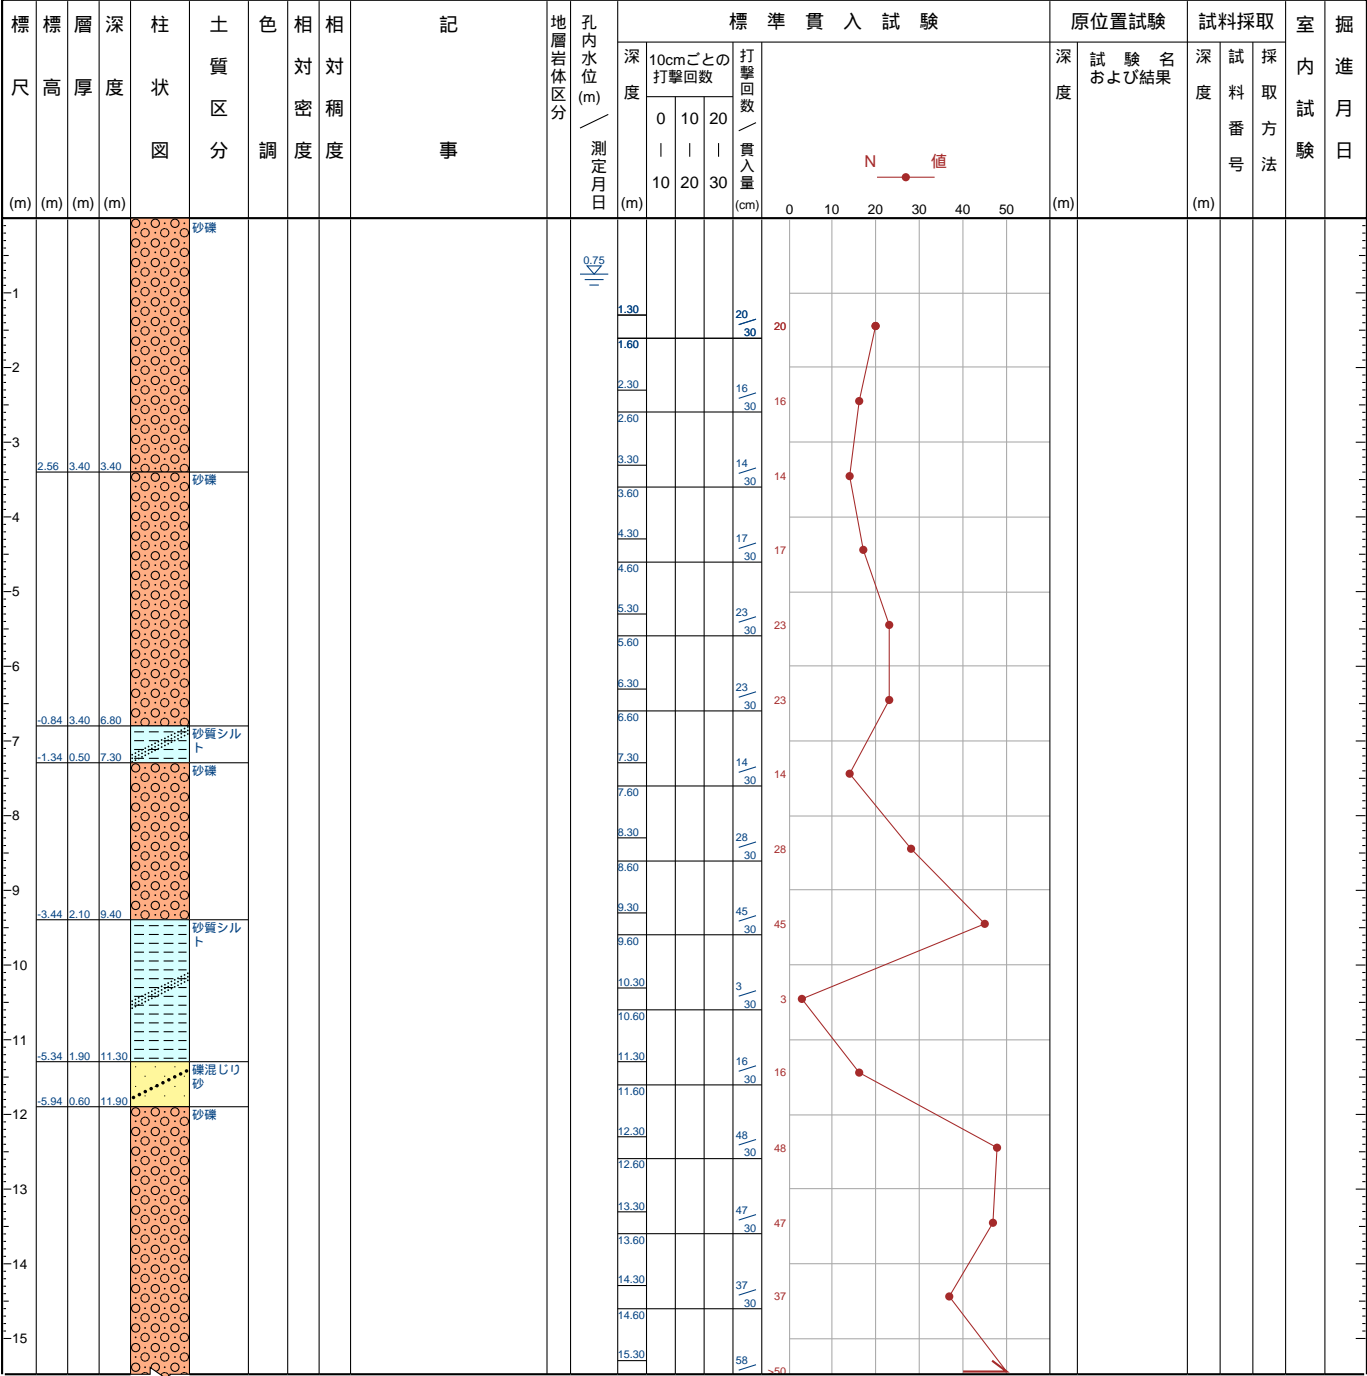 標尺(m)
標高(m)
層厚(m)
深度(m)
柱状図
土質区分
色調
相対密度
相対稠度
記事
地層岩体区分
孔内水位(m)／測定月日
標準貫入試験
深度(m)
10cmごとの
打撃回数
0 10 20
| | |
10 20 30
打撃回数／貫入量(cm)
N 値
0 10 20 30 40 50
原位置試験
深度(m)
試験名
および結果
試料採取
深度(m)
試料番号
採取方法
室内試験
掘進月日
砂礫
0.75
1
1.30 20/30 20
1.60
2
2.30 16/30 16
2.60
3
2.56 3.40 3.40
砂礫
3.30 14/30 14
3.60
4
4.30 17/30 17
4.60
5
5.30 23/30 23
5.60
6
6.30 23/30 23
6.60
-0.84 3.40 6.80
砂質シル
ト
7
-1.34 0.50 7.30
砂礫
7.30 14/30 14
7.60
8
8.30 28/30 28
8.60
9
-3.44 2.10 9.40
砂質シル
ト
9.30 45/30 45
9.60
10
10.30 3/30 3
10.60
11
-5.34 1.90 11.30
礫混じり
砂
11.30 16/30 16
11.60
-5.94 0.60 11.90
砂礫
12
12.30 48/30 48
12.60
13
13.30 47/30 47
13.60
14
14.30 37/30 37
14.60
15
15.30 58/
>50